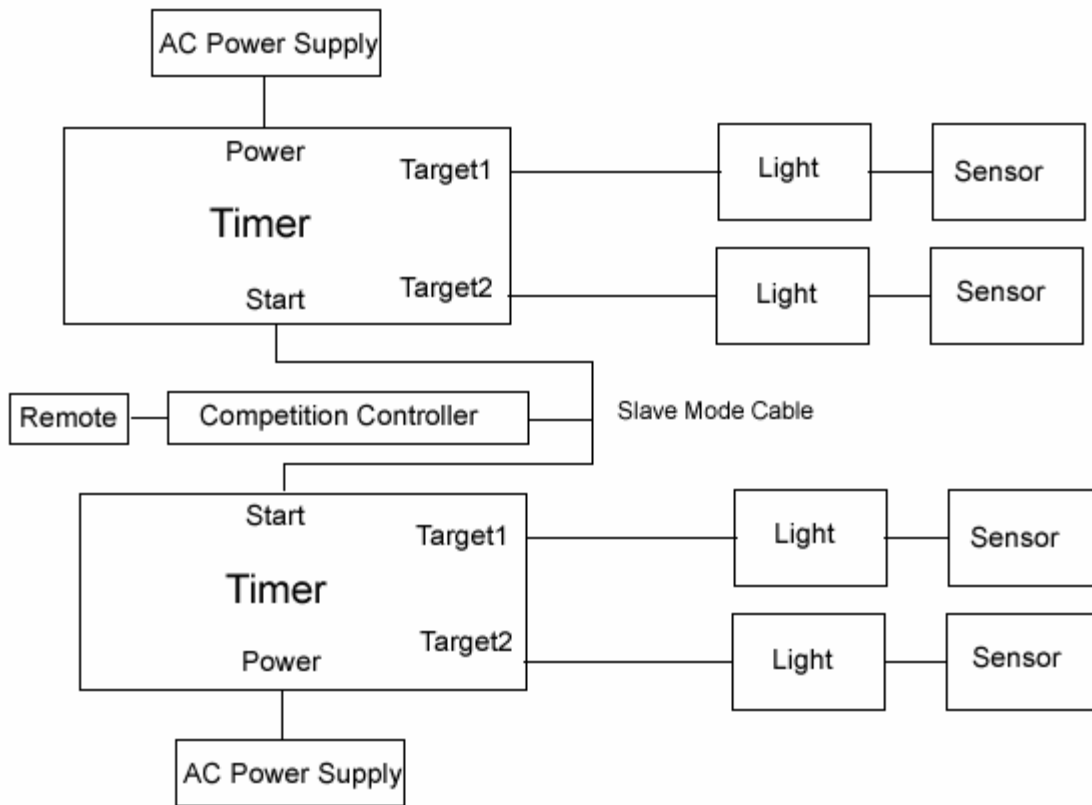 AC Power Supply
Power
Target1
Light
Sensor
Timer
Start
Target2
Light
Sensor
Remote
Competition Controller
Slave Mode Cable
Start
Target1
Light
Sensor
Timer
Target2
Light
Sensor
Power
AC Power Supply